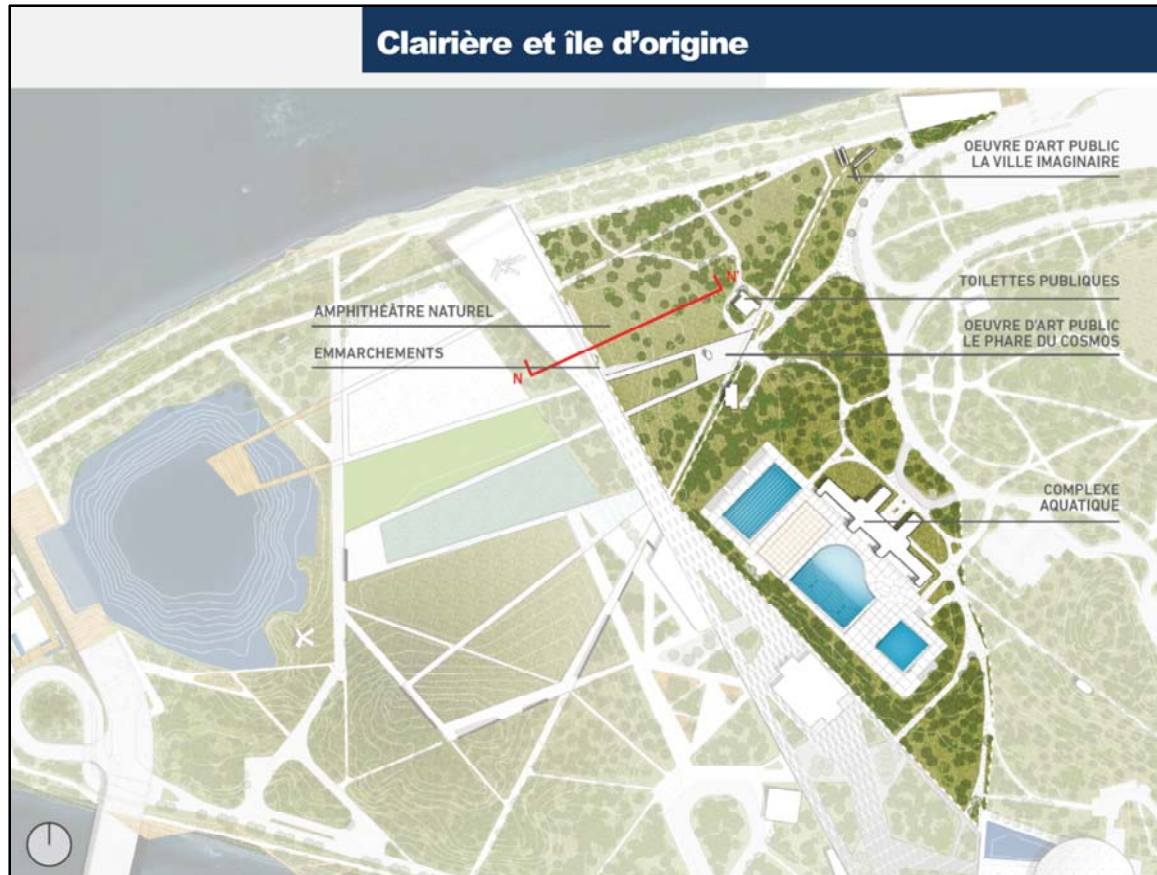 Clairière et île d’origine
OEUVRE D’ART PUBLIC
LA VILLE IMAGINAIRE
TOILETTES PUBLIQUES
N'
AMPHITHÉÂTRE NATUREL
OEUVRE D’ART PUBLIC
LE PHARE DU COSMOS
EMMARCHEMENTS
N
COMPLEXE
AQUATIQUE